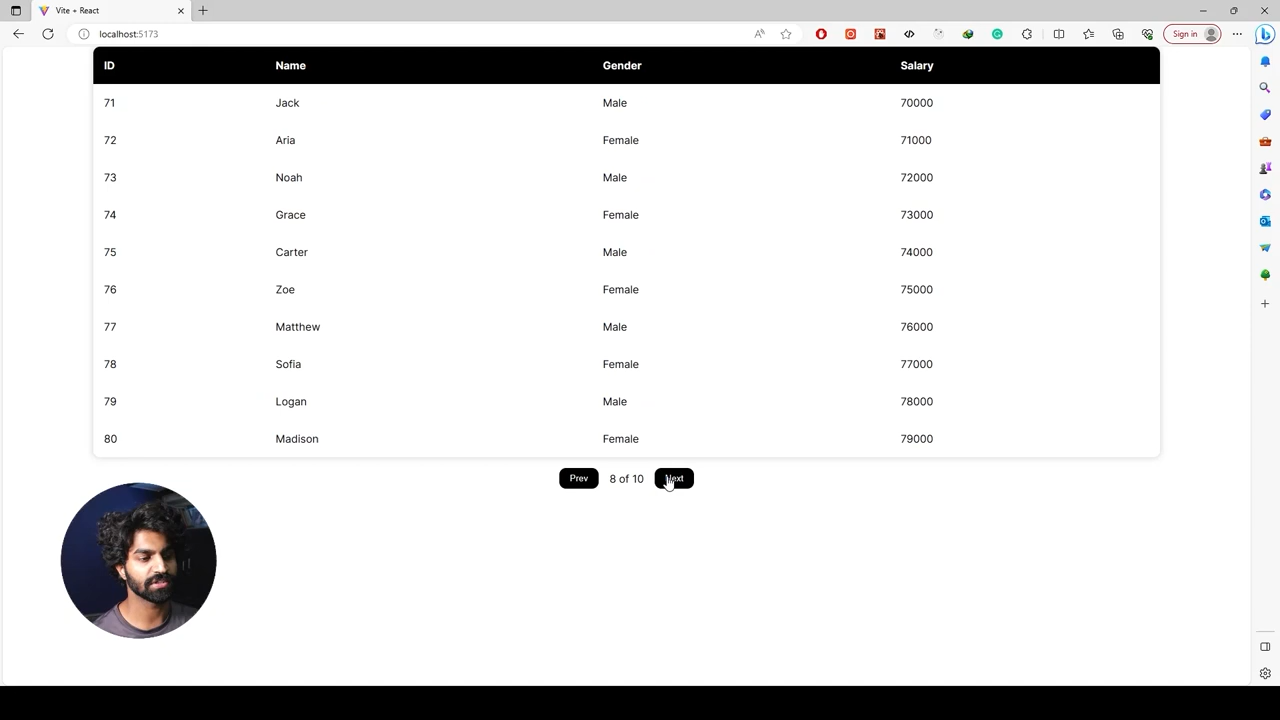 Vite + React
localhost:5173
Sign in
ID Name Gender Salary
71 Jack Male 70000
72 Aria Female 71000
73 Noah Male 72000
74 Grace Female 73000
75 Carter Male 74000
76 Zoe Female 75000
77 Matthew Male 76000
78 Sofia Female 77000
79 Logan Male 78000
80 Madison Female 79000
Prev 8 of 10 Next